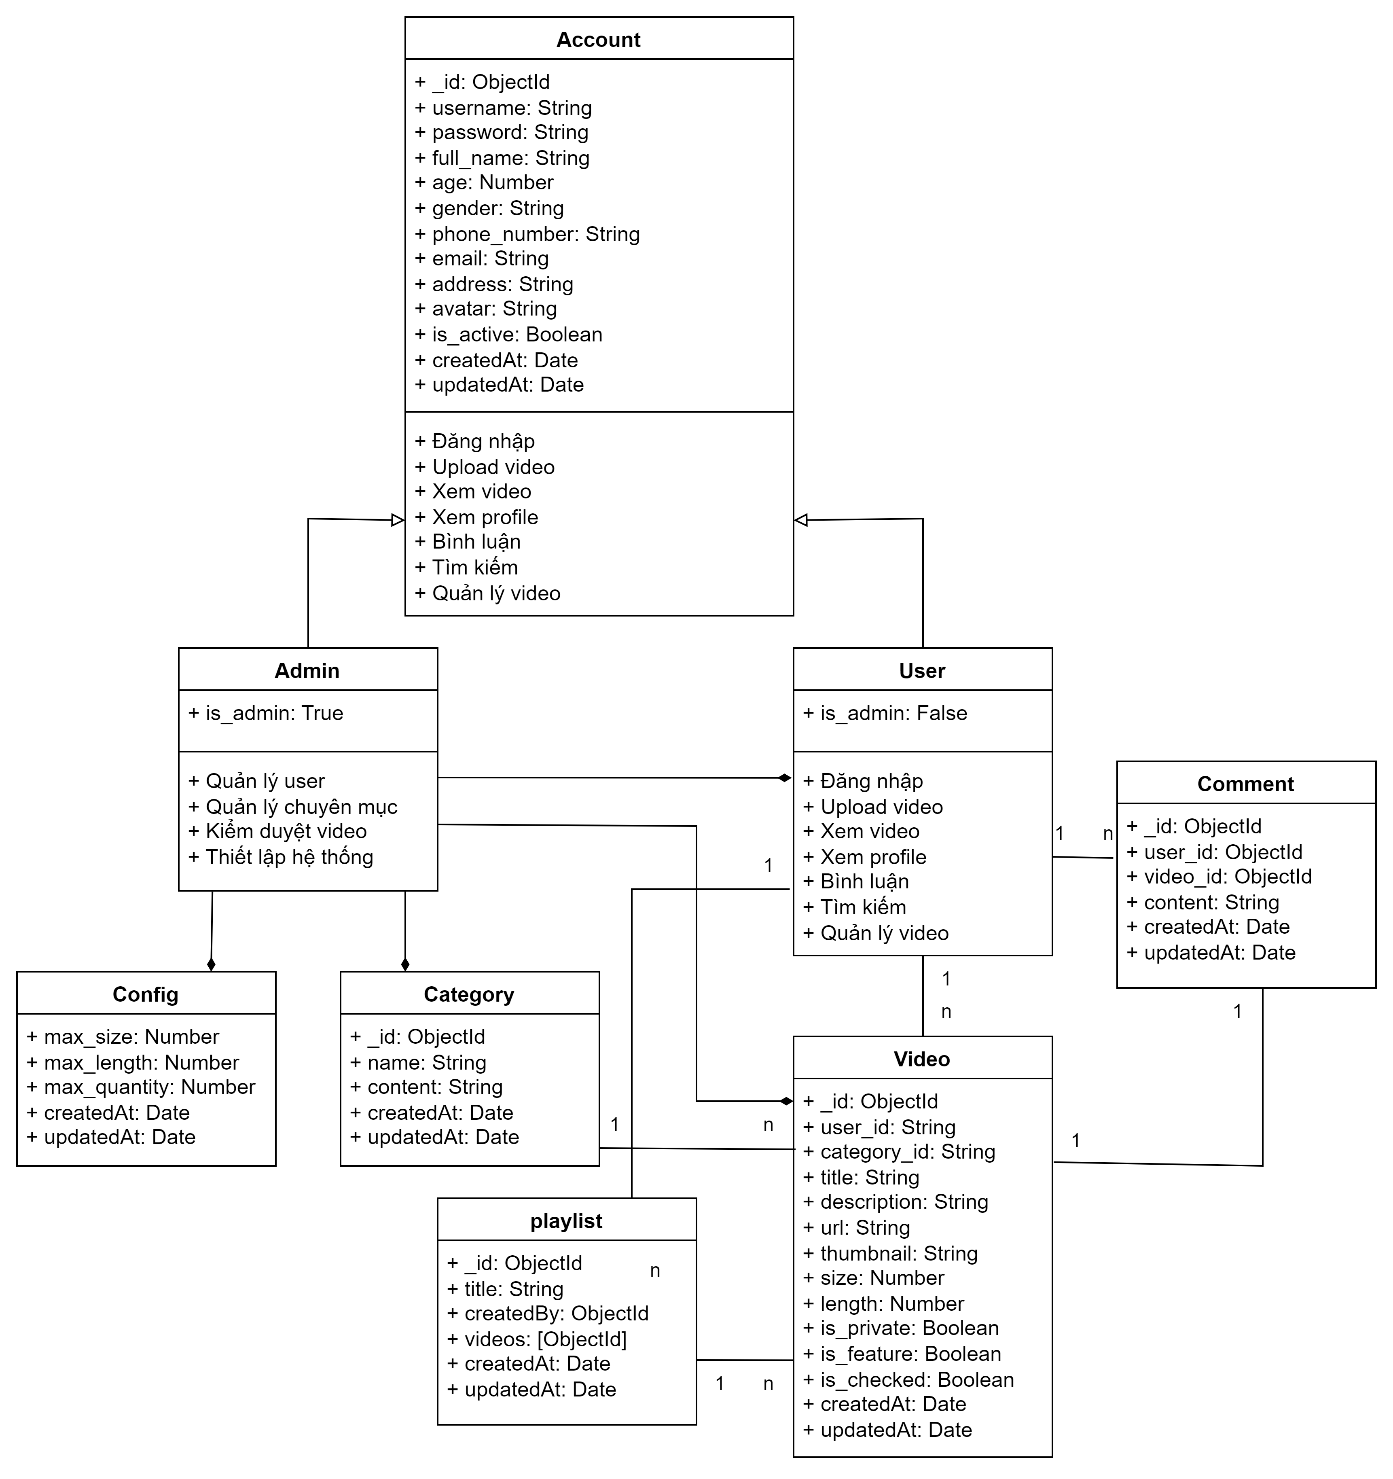 Account
+ _id: ObjectId
+ username: String
+ password: String
+ full_name: String
+ age: Number
+ gender: String
+ phone_number: String
+ email: String
+ address: String
+ avatar: String
+ is_active: Boolean
+ createdAt: Date
+ updatedAt: Date
+ Đăng nhập
+ Upload video
+ Xem video
+ Xem profile
+ Bình luận
+ Tìm kiếm
+ Quản lý video
Admin
+ is_admin: True
+ Quản lý user
+ Quản lý chuyên mục
+ Kiểm duyệt video
+ Thiết lập hệ thống
User
+ is_admin: False
+ Đăng nhập
+ Upload video
+ Xem video
+ Xem profile
+ Bình luận
+ Tìm kiếm
+ Quản lý video
1
1
n
Comment
+ _id: ObjectId
+ user_id: ObjectId
+ video_id: ObjectId
+ content: String
+ createdAt: Date
+ updatedAt: Date
1
n
1
Config
+ max_size: Number
+ max_length: Number
+ max_quantity: Number
+ createdAt: Date
+ updatedAt: Date
Category
+ _id: ObjectId
+ name: String
+ content: String
+ createdAt: Date
+ updatedAt: Date
1
n
Video
+ _id: ObjectId
+ user_id: String
+ category_id: String
+ title: String
+ description: String
+ url: String
+ thumbnail: String
+ size: Number
+ length: Number
+ is_private: Boolean
+ is_feature: Boolean
+ is_checked: Boolean
+ createdAt: Date
+ updatedAt: Date
1
playlist
+ _id: ObjectId
+ title: String
+ createdBy: ObjectId
+ videos: [ObjectId]
+ createdAt: Date
+ updatedAt: Date
n
1
n